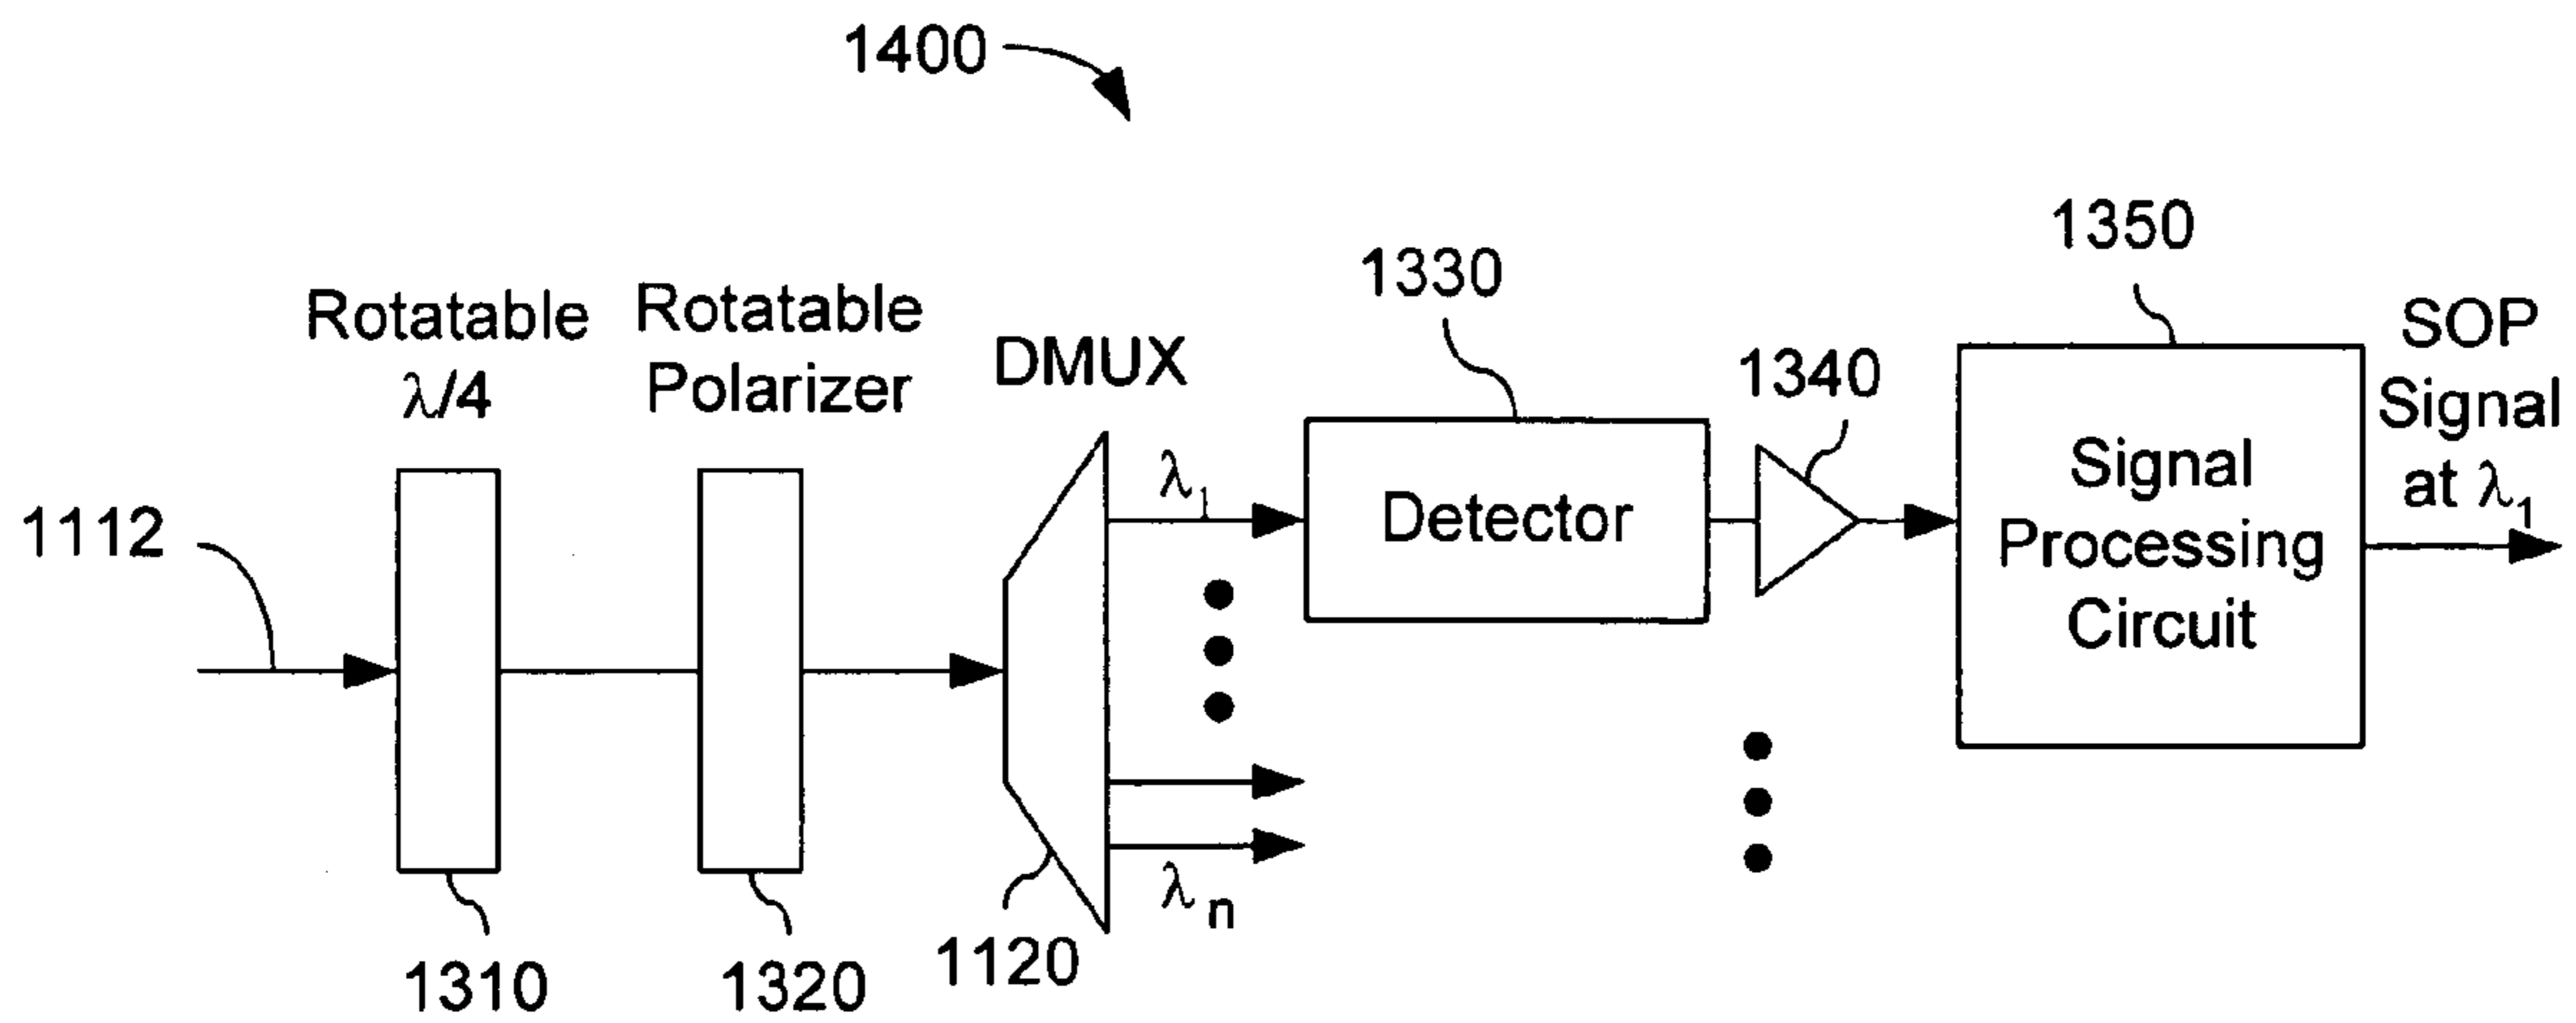 1400
1350
1330
SOP
Signal
at λ1
Rotatable
λ/4
Rotatable
Polarizer
DMUX
1340
λ1
Detector
Signal
Processing
Circuit
1112
λn
1310
1320
1120